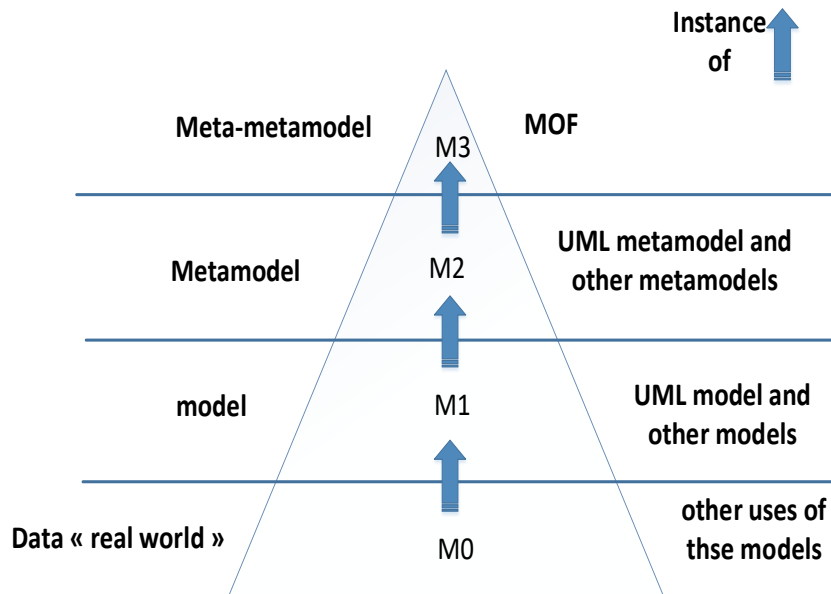 Instance
of
Meta-metamodel
MOF
M3
Metamodel
M2
UML metamodel and
other metamodels
model
M1
UML model and
other models
Data « real world »
M0
other uses of
thse models